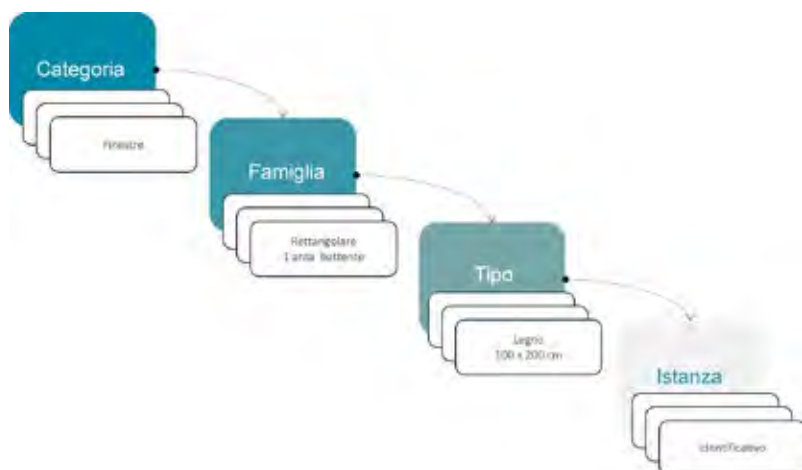 Categoria
Finestre
Famiglia
Rettangolare
1 anta battente
Tipo
Legno
100 x 200 cm
Istanza
Identificativo